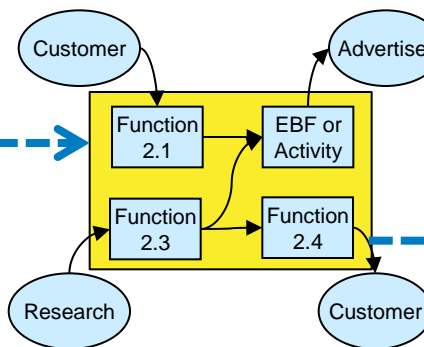 Customer
Advertise
Function
2.1
EBF or
Activity
Function
2.3
Function
2.4
Research
Customer